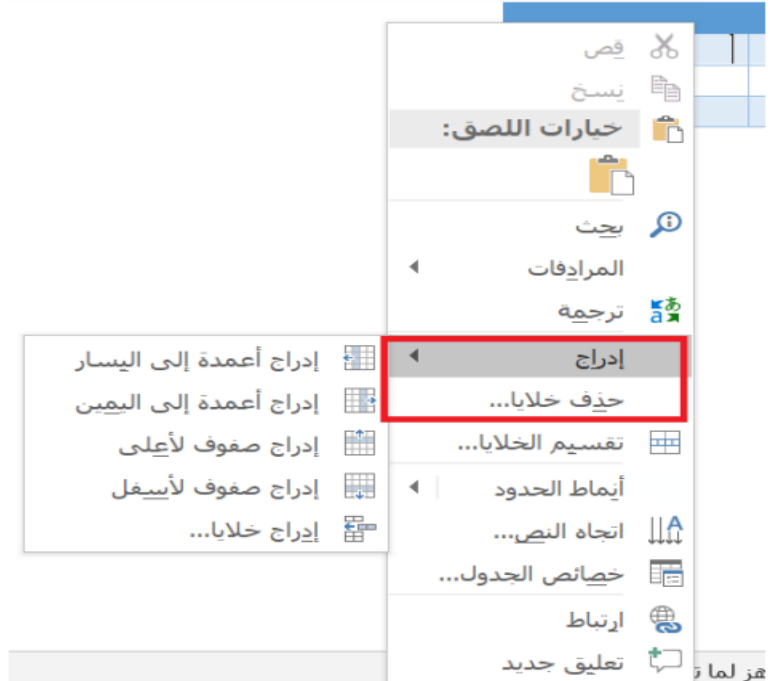 قص
نسخ
خيارات اللصق:
بحث
المرادفات
ترجمة
إدراج
حذف خلايا...
تقسيم الخلايا...
أنماط الحدود
اتجاه النص...
خصائص الجدول...
ارتباط
تعليق جديد
إدراج أعمدة إلى اليسار
إدراج أعمدة إلى اليمين
إدراج صفوف لأعلى
إدراج صفوف لأسفل
إدراج خلايا...
لما